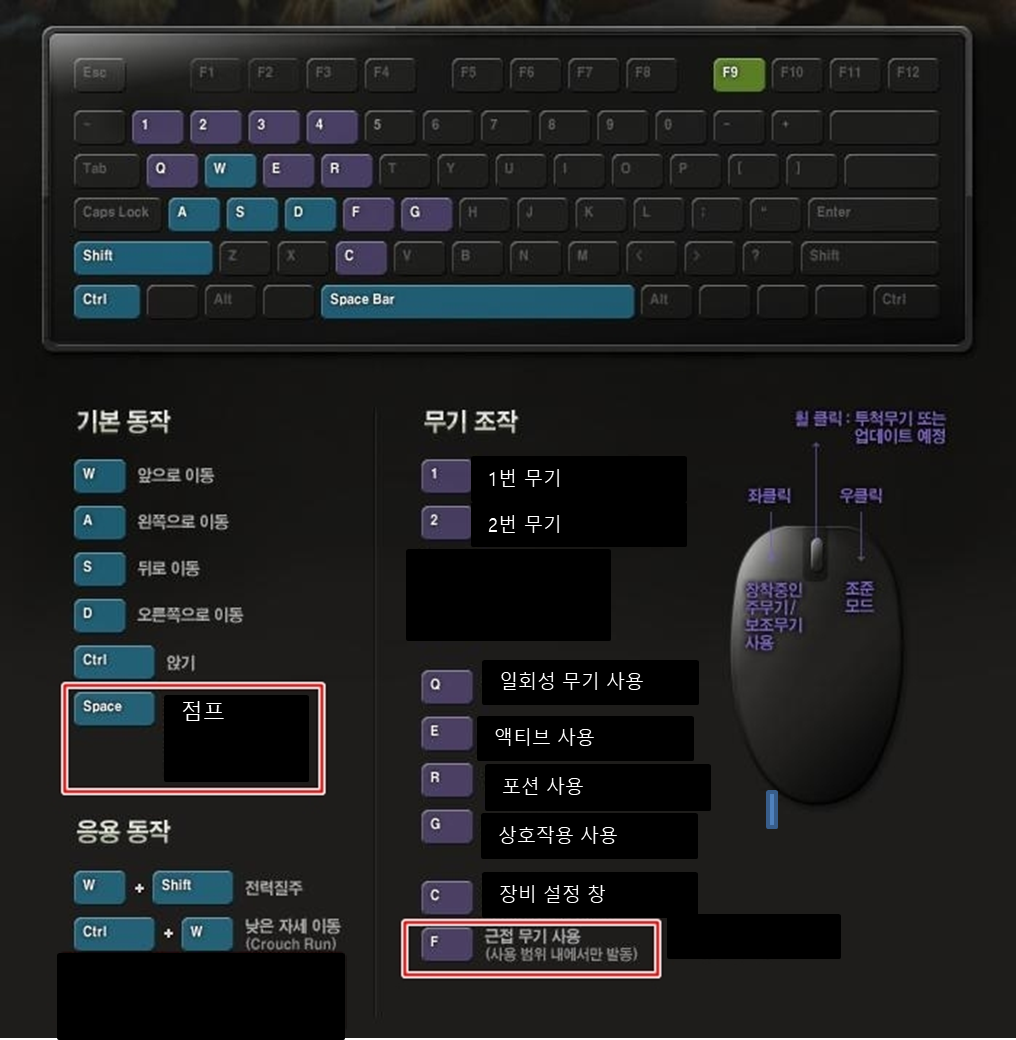 Esc F1 F2 F3 F4 F5 F6 F7 F8 F9 F10 F11 F12
~ 1 2 3 4 5 6 7 8 9 0 - +
Tab Q W E R T Y U I O P [ ]
Caps Lock A S D F G H J K L ; " Enter
Shift Z X C V B N M < > ? Shift
Ctrl Alt Space Bar Alt Ctrl
기본 동작
W 앞으로 이동
A 왼쪽으로 이동
S 뒤로 이동
D 오른쪽으로 이동
Ctrl 앉기
Space 점프
응용 동작
W + Shift 전력질주
Ctrl + W 낮은 자세 이동
(Crouch Run)
무기 조작
1 1번 무기
2 2번 무기
Q 일회성 무기 사용
E 액티브 사용
R 포션 사용
G 상호작용 사용
C 장비 설정 창
F 근접 무기 사용
(사용 범위 내에서만 발동)
휠 클릭 : 투척무기 또는
업데이트 예정
좌클릭 우클릭
장착중인
주무기/
보조무기
사용
조준
모드